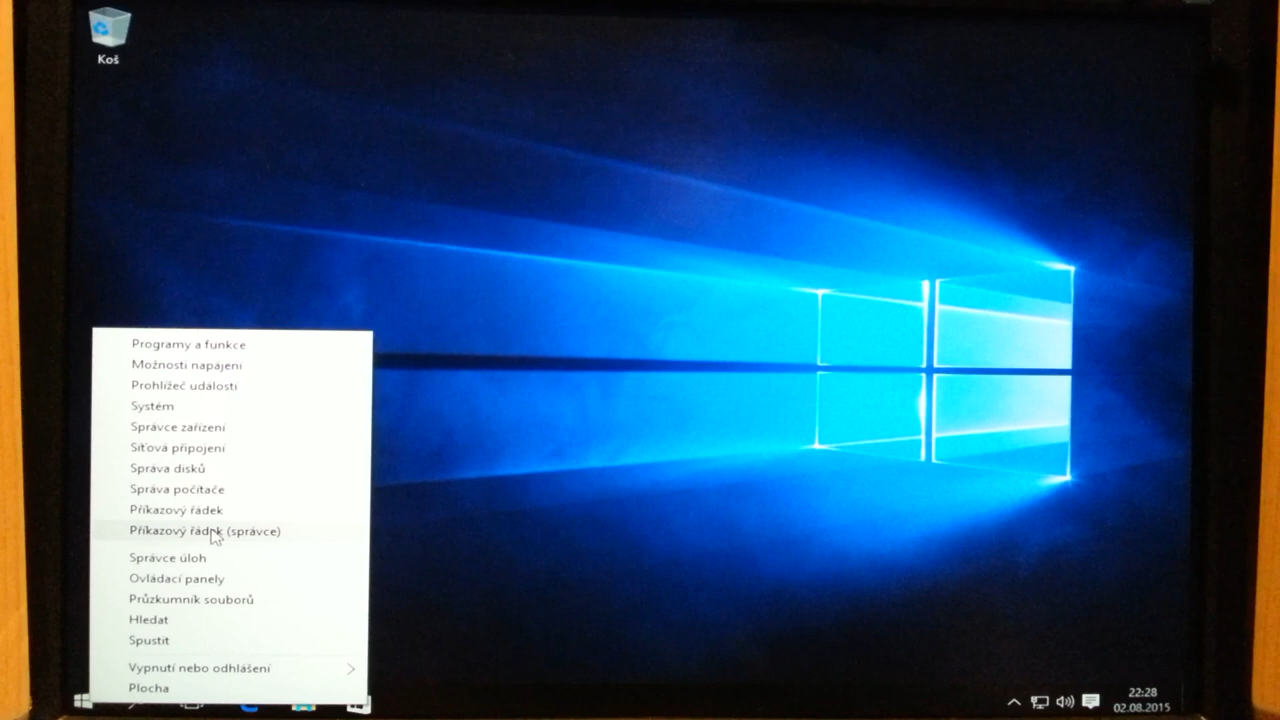 Koš
Programy a funkce
Možnosti napájení
Prohlížeč událostí
Systém
Správce zařízení
Síťová připojení
Správa disků
Správa počítače
Příkazový řádek
Příkazový řádek (správce)
Správce úloh
Ovládací panely
Průzkumník souborů
Hledat
Spustit
Vypnutí nebo odhlášení
Plocha
22:28
02.08.2015